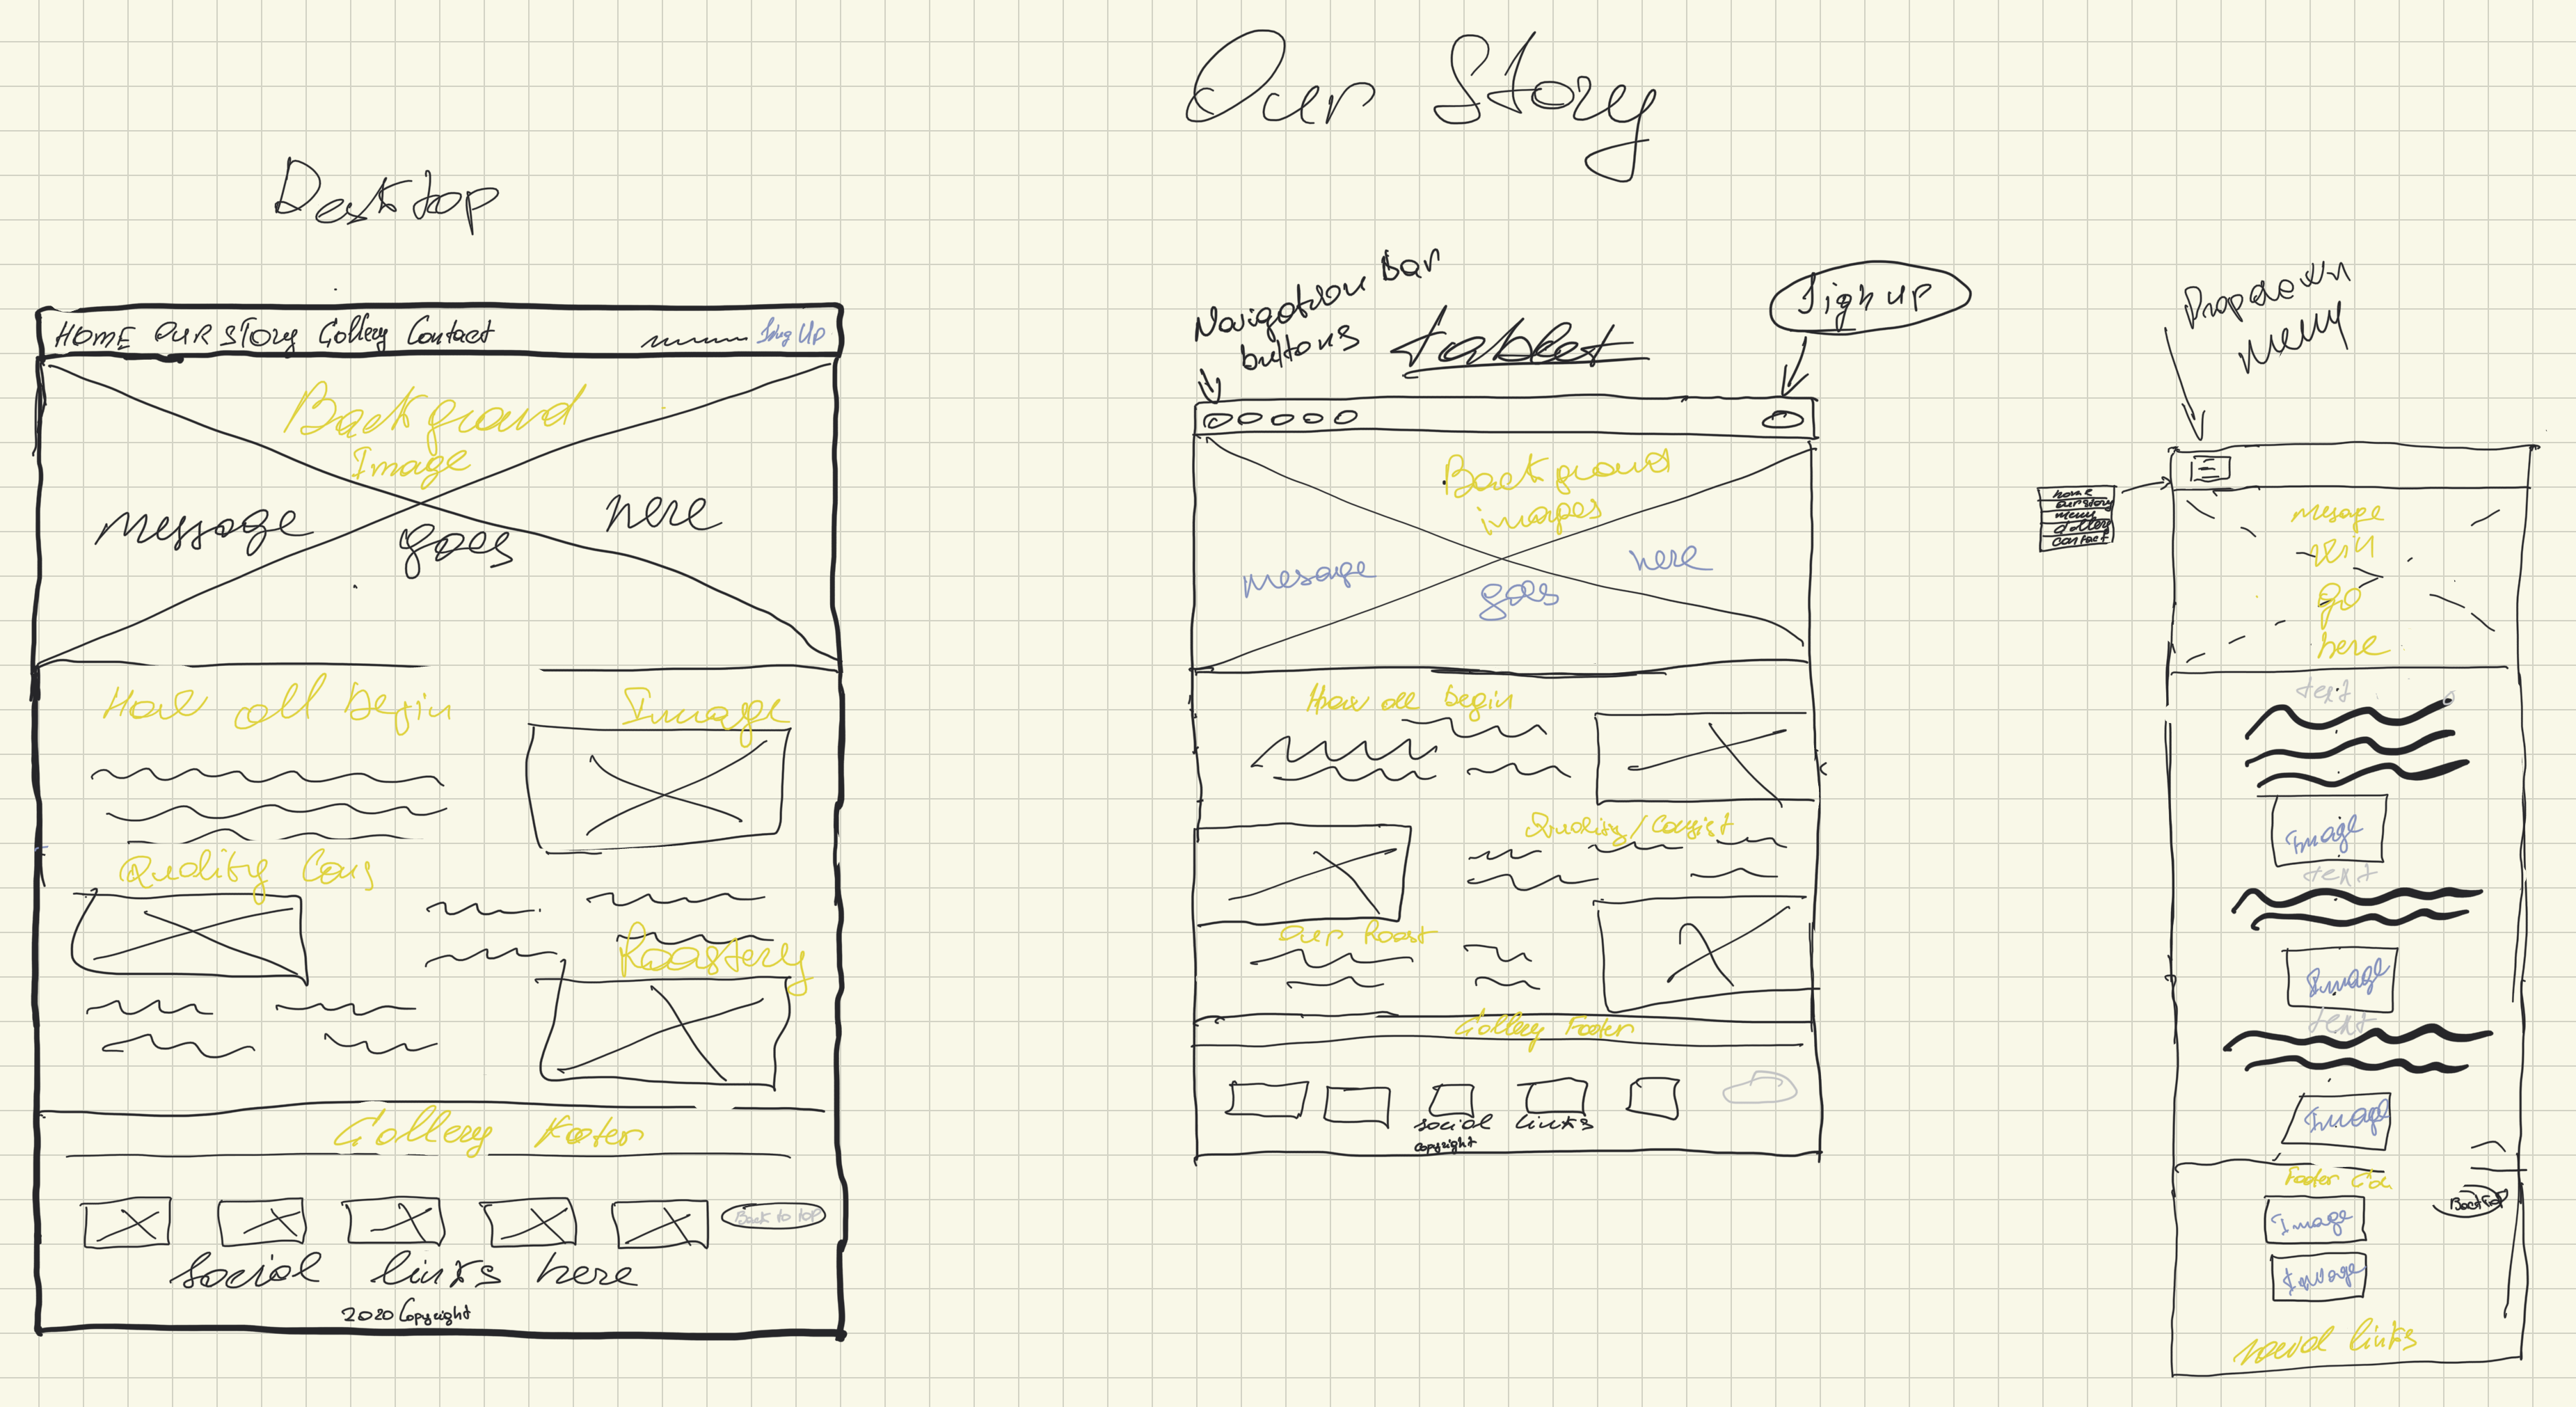 Our Story
Desktop
HOME OUR STORY Gallery Contact Sing Up
Background
Image
message goes here
How all begin
Image
Quality Cons
Roastery
Gallery Footer
Back to top
social links here
2020 Copyright
Navigation Bar
buttons
tablet
Sign up
Background
images
message goes here
How all begin
Quality/Consist
Our Roast
Gallery Footer
social links
Copyright
Dropdown
menu
home
our story
menu
Gallery
Contact
message
will
go
here
text
Image
text
Image
text
Image
Footer
Image
Image
social links